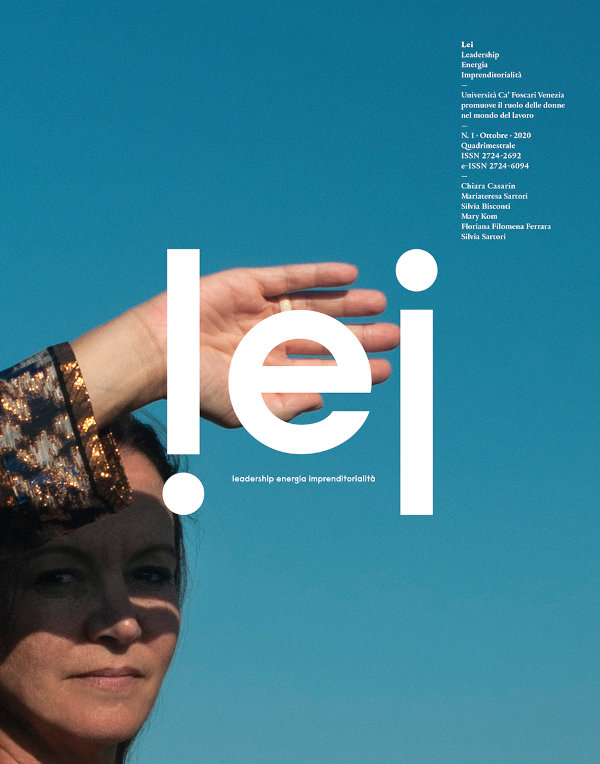 Lei
Leadership
Energia
Imprenditorialità
—
Università Ca' Foscari Venezia
promuove il ruolo delle donne
nel mondo del lavoro
—
N. 1 · Ottobre · 2020
Quadrimestrale
ISSN 2724-2692
e-ISSN 2724-6094
—
Chiara Casarin
Mariateresa Sartori
Silvia Bisconti
Mary Kom
Floriana Filomena Ferrara
Silvia Sartori
lei
leadership energia imprenditorialità